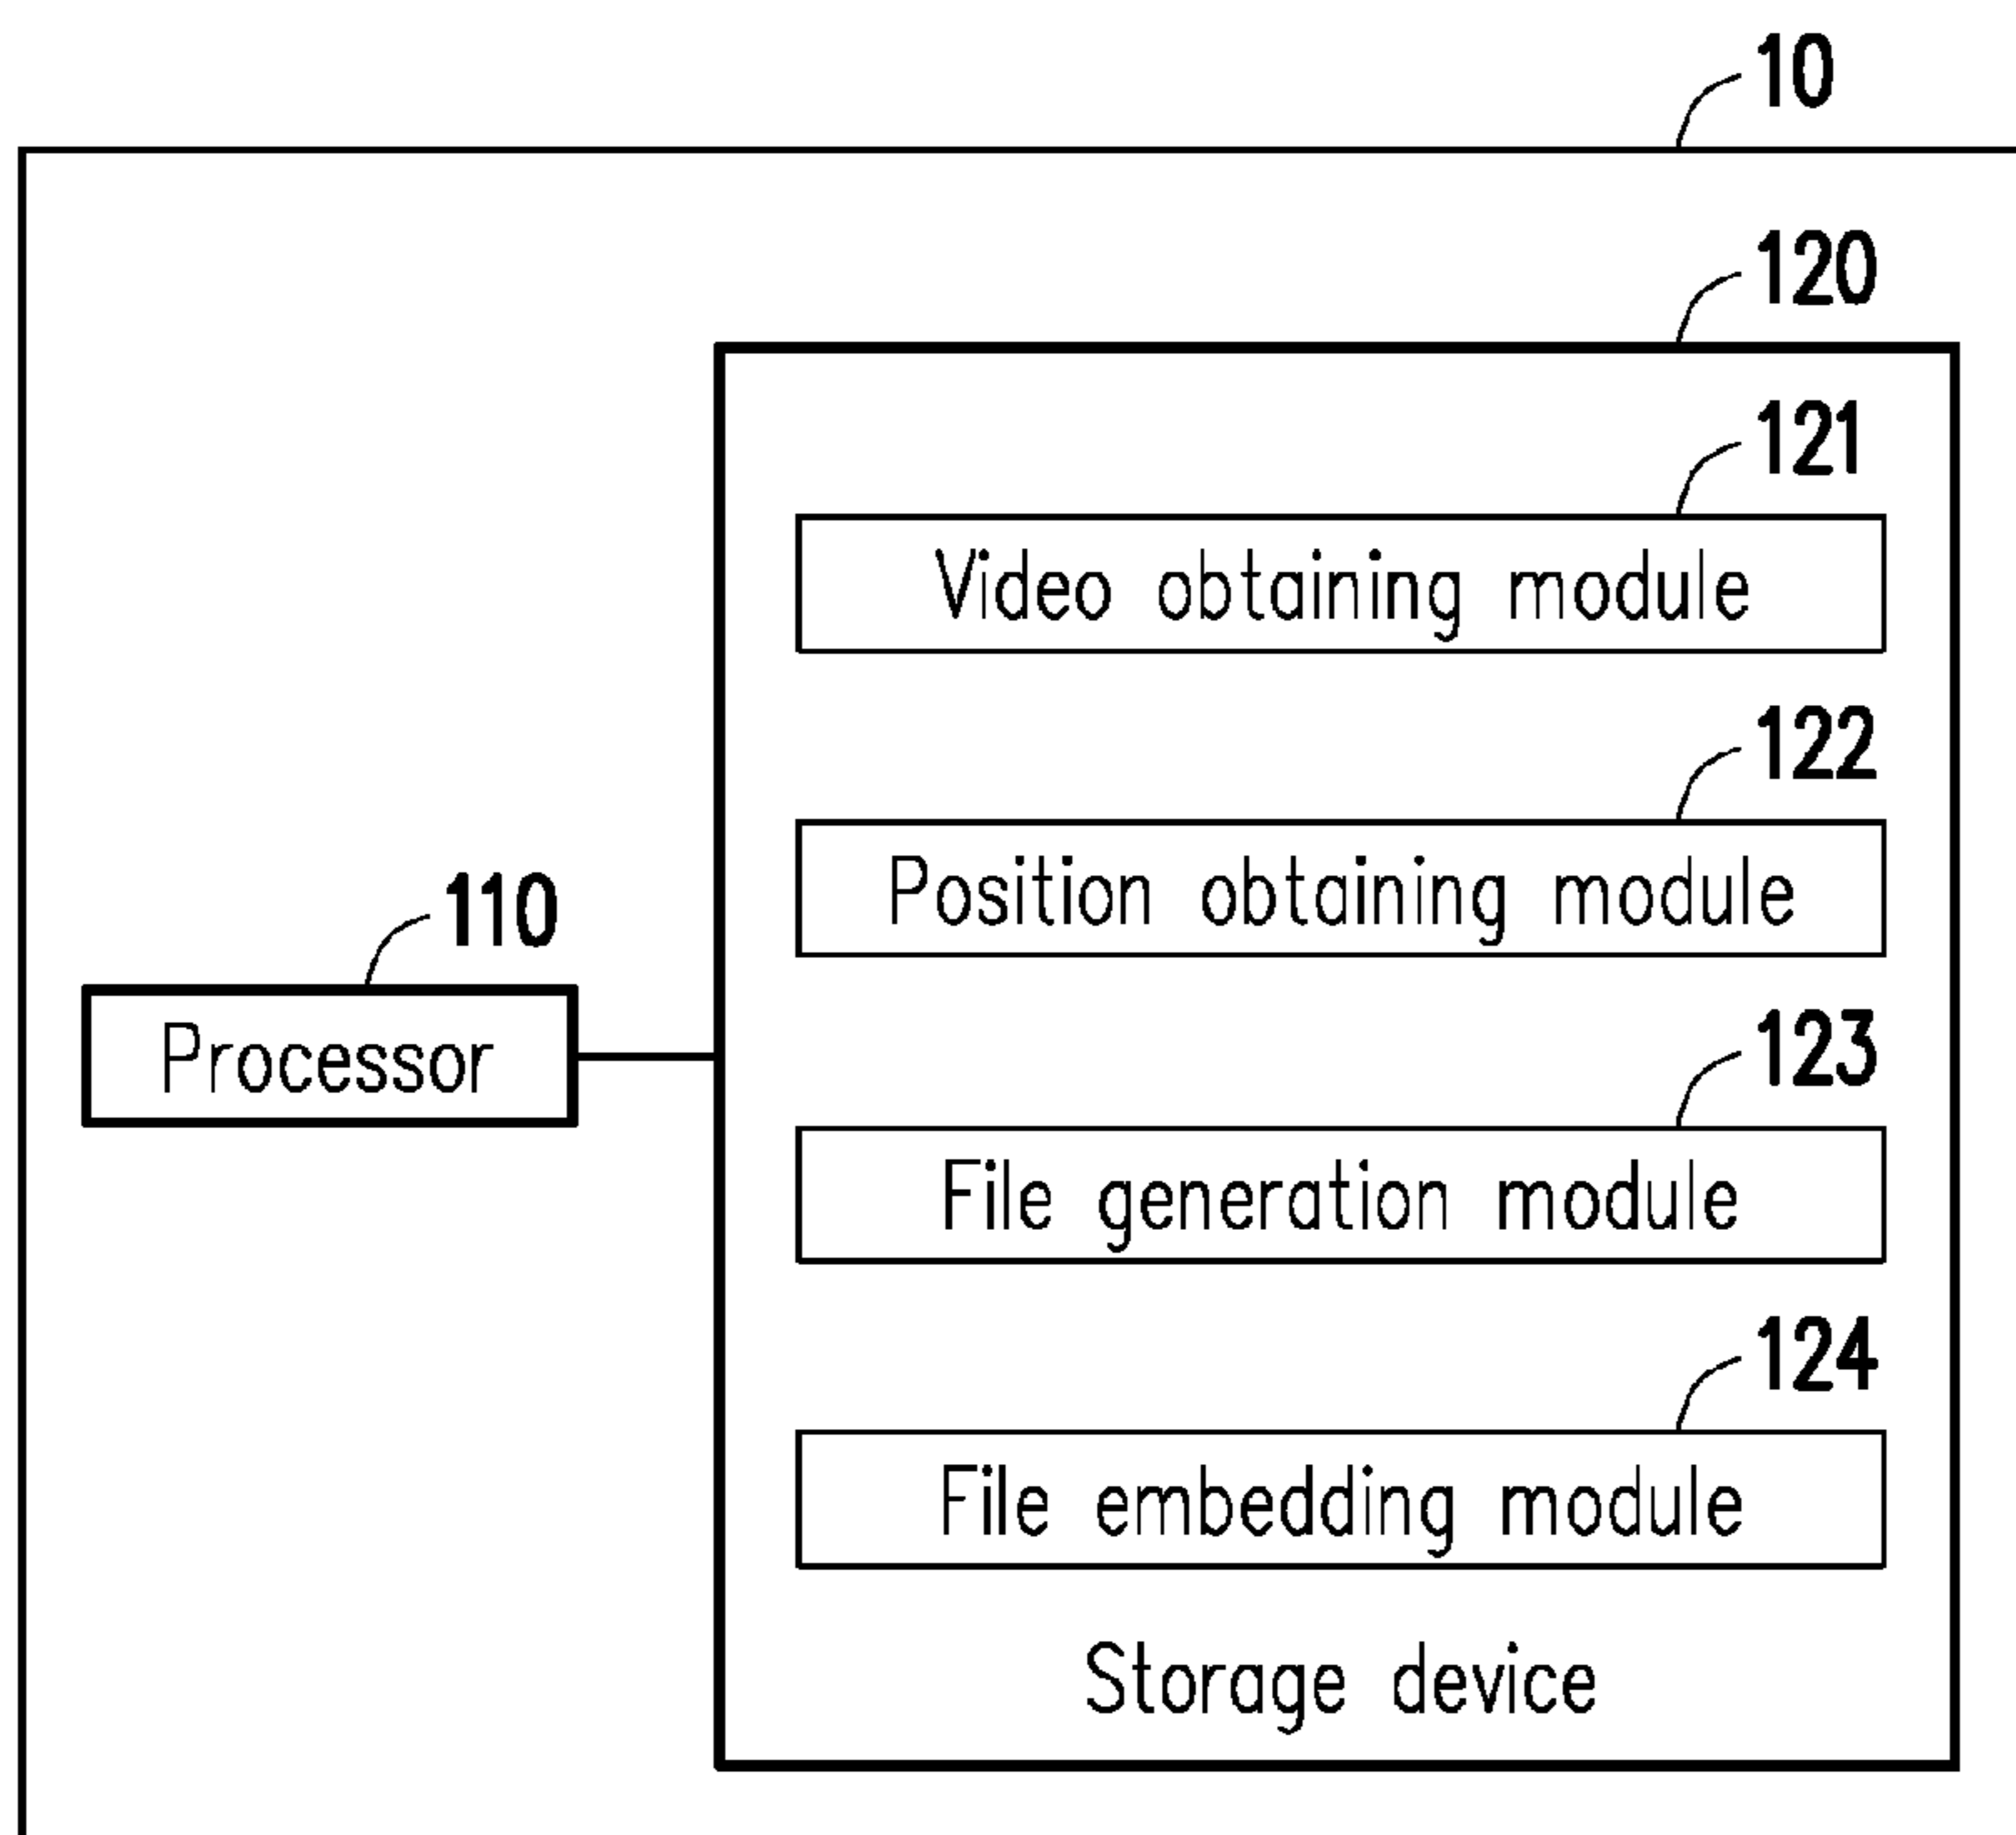 10
120
121
Video obtaining module
122
Position obtaining module
110
Processor
123
File generation module
124
File embedding module
Storage device